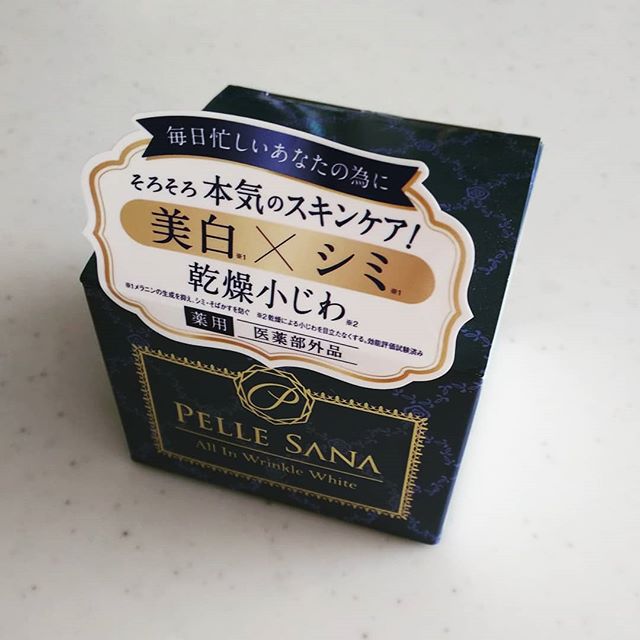 毎日忙しいあなたの為に
そろそろ本気のスキンケア!
美白※1×シミ※1
乾燥小じわ※2
※1メラニンの生成を抑え、シミ・そばかすを防ぐ ※2乾燥による小じわを目立たなくする。効能評価試験済み
薬用 医薬部外品
P
PELLE SANA
All In Wrinkle White